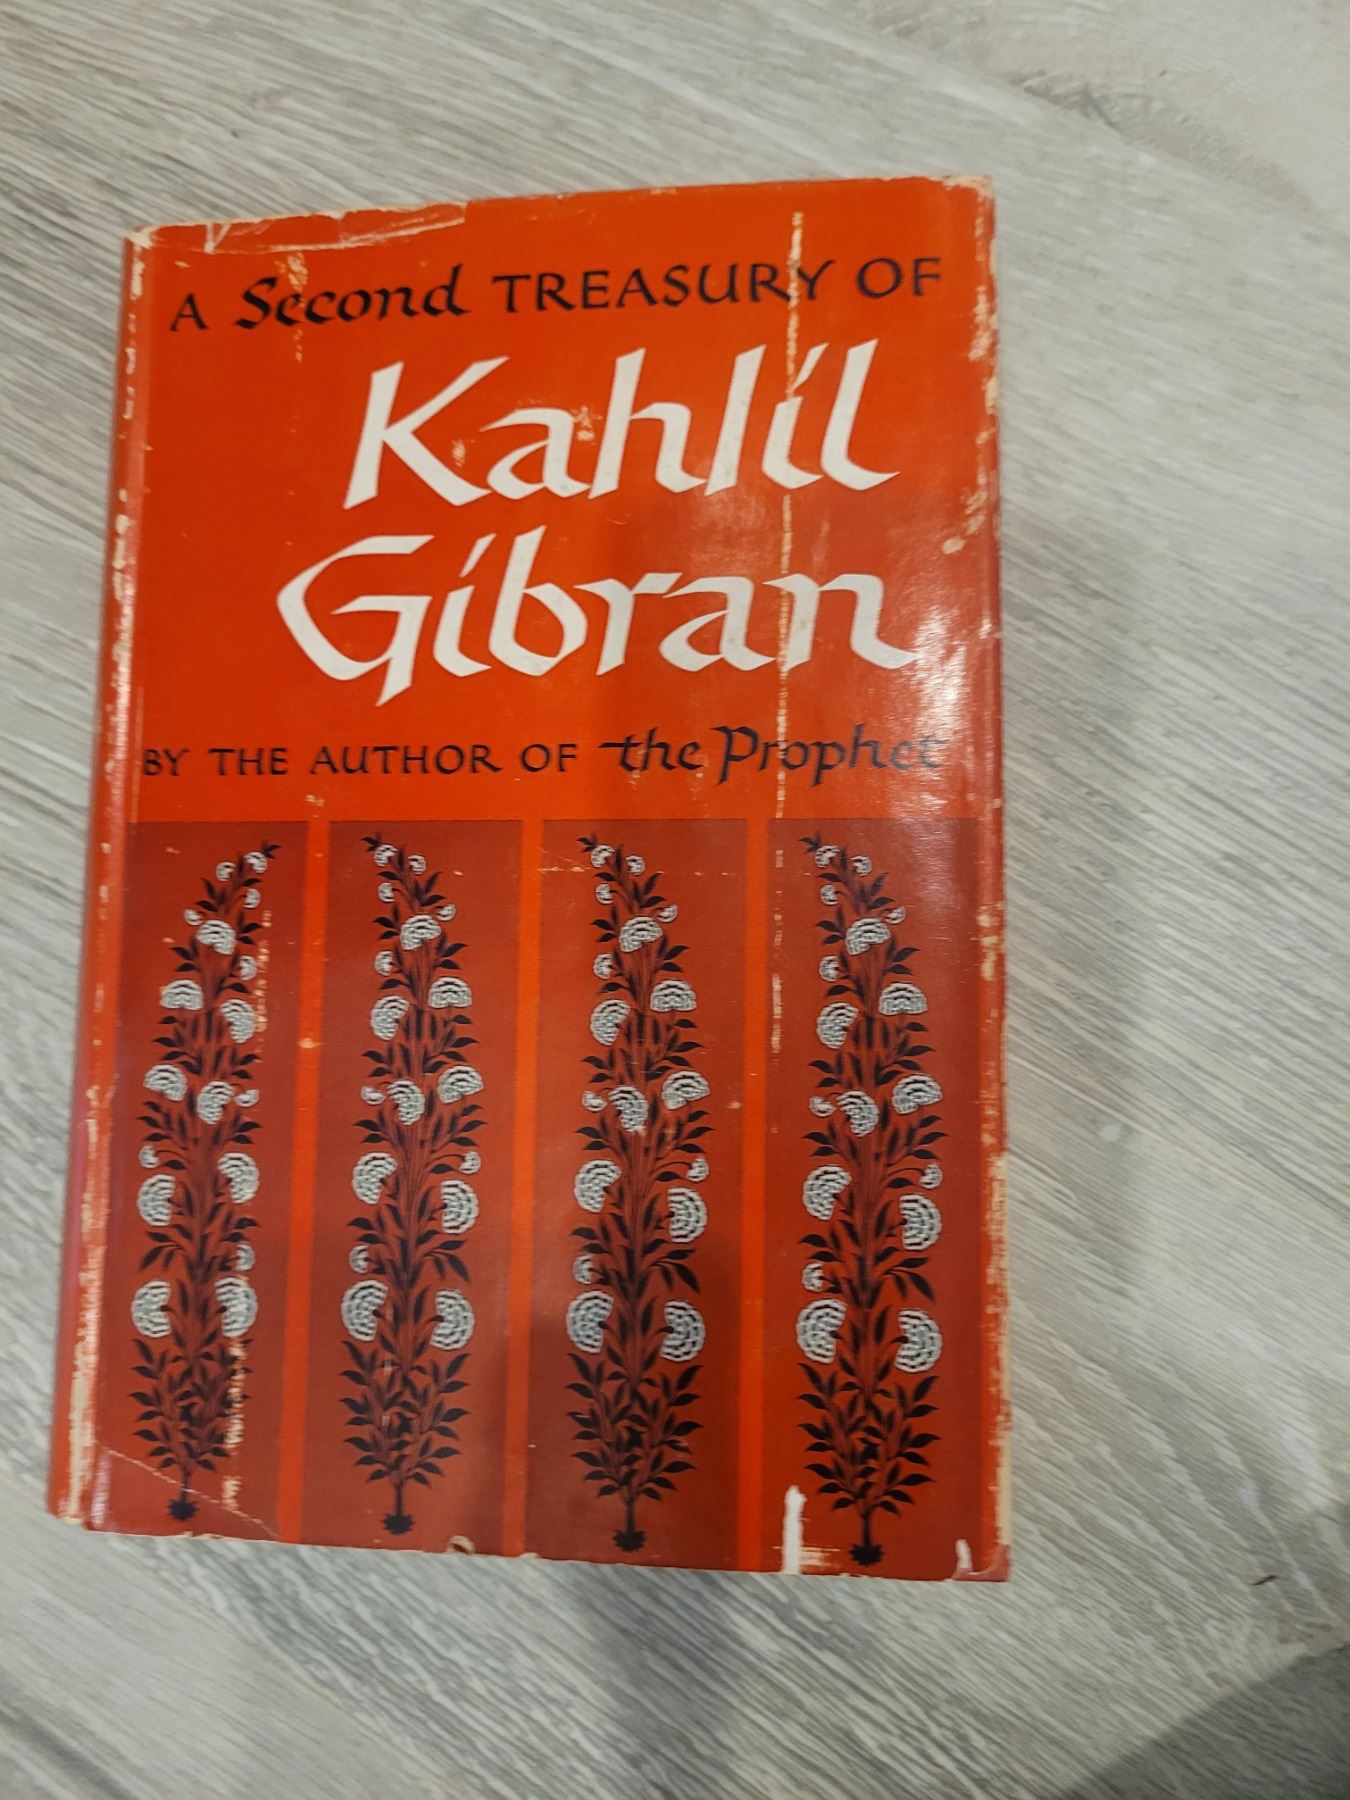 A Second TREASURY OF
Kahlil
Gibran
BY THE AUTHOR OF the Prophet